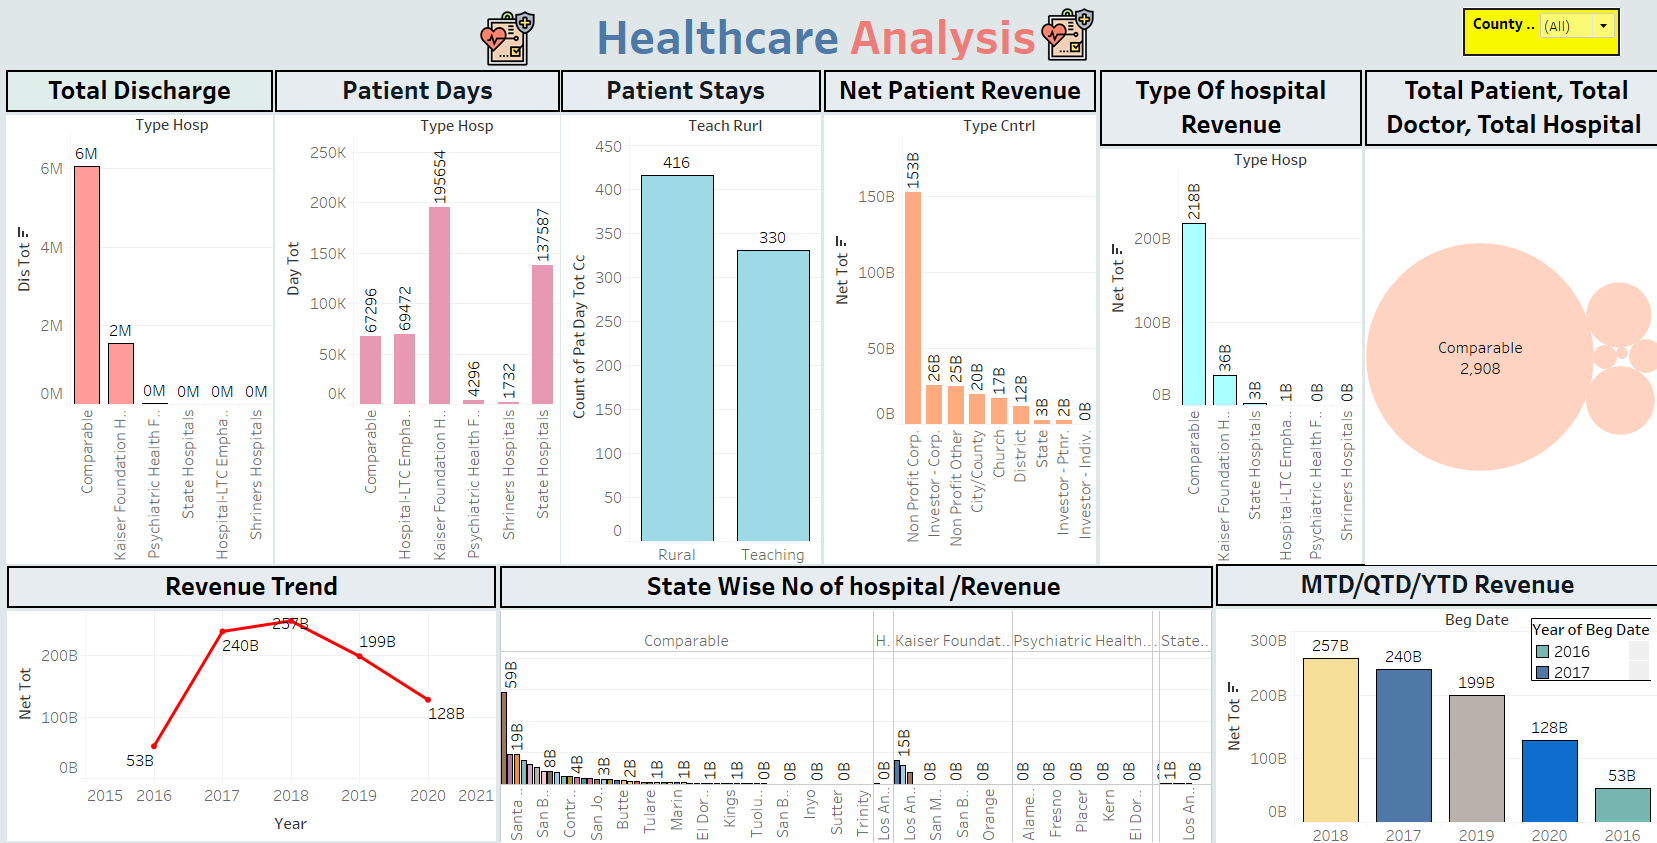 Healthcare Analysis
County .. (All)
Total Discharge
Type Hosp
Dis Tot
6M
4M
2M
0M
6M
2M
0M
0M
0M
0M
Comparable
Kaiser Foundation H..
Psychiatric Health F..
State Hospitals
Hospital-LTC Empha..
Shriners Hospitals
Patient Days
Type Hosp
Day Tot
250K
200K
150K
100K
50K
0K
67296
69472
195654
4296
1732
137587
Comparable
Hospital-LTC Empha..
Kaiser Foundation H..
Psychiatric Health F..
Shriners Hospitals
State Hospitals
Patient Stays
Teach Rurl
Count of Pat Day Tot Cc
450
400
350
300
250
200
150
100
50
0
416
330
Rural
Teaching
Net Patient Revenue
Type Cntrl
Net Tot
150B
100B
50B
0B
153B
26B
25B
20B
17B
12B
3B
2B
0B
Non Profit Corp.
Investor - Corp.
Non Profit Other
City/County
Church
District
State
Investor - Ptnr.
Investor - Indiv.
Type Of hospital
Revenue
Type Hosp
Net Tot
200B
100B
0B
218B
36B
3B
1B
0B
0B
Comparable
Kaiser Foundation H..
State Hospitals
Hospital-LTC Empha..
Psychiatric Health F..
Shriners Hospitals
Total Patient, Total
Doctor, Total Hospital
Comparable
2,908
Revenue Trend
Net Tot
200B
100B
0B
53B
240B
257B
199B
128B
2015
2016
2017
2018
2019
2020
2021
Year
State Wise No of hospital /Revenue
Comparable
H..
Kaiser Foundat..
Psychiatric Health..
State..
59B
19B
8B
4B
3B
2B
1B
1B
1B
1B
0B
0B
0B
0B
0B
15B
0B
0B
0B
0B
0B
0B
0B
0B
1B
0B
Santa ..
San B..
Contr..
San Jo..
Butte
Tulare
Marin
El Dor..
Kings
Tuolu..
San B..
Inyo
Sutter
Trinity
Los An..
Los An..
San M..
San B..
Orange
Alame..
Fresno
Placer
Kern
El Dor..
Los An..
MTD/QTD/YTD Revenue
Beg Date
Year of Beg Date
2016
2017
Net Tot
300B
200B
100B
0B
257B
240B
199B
128B
53B
2018
2017
2019
2020
2016